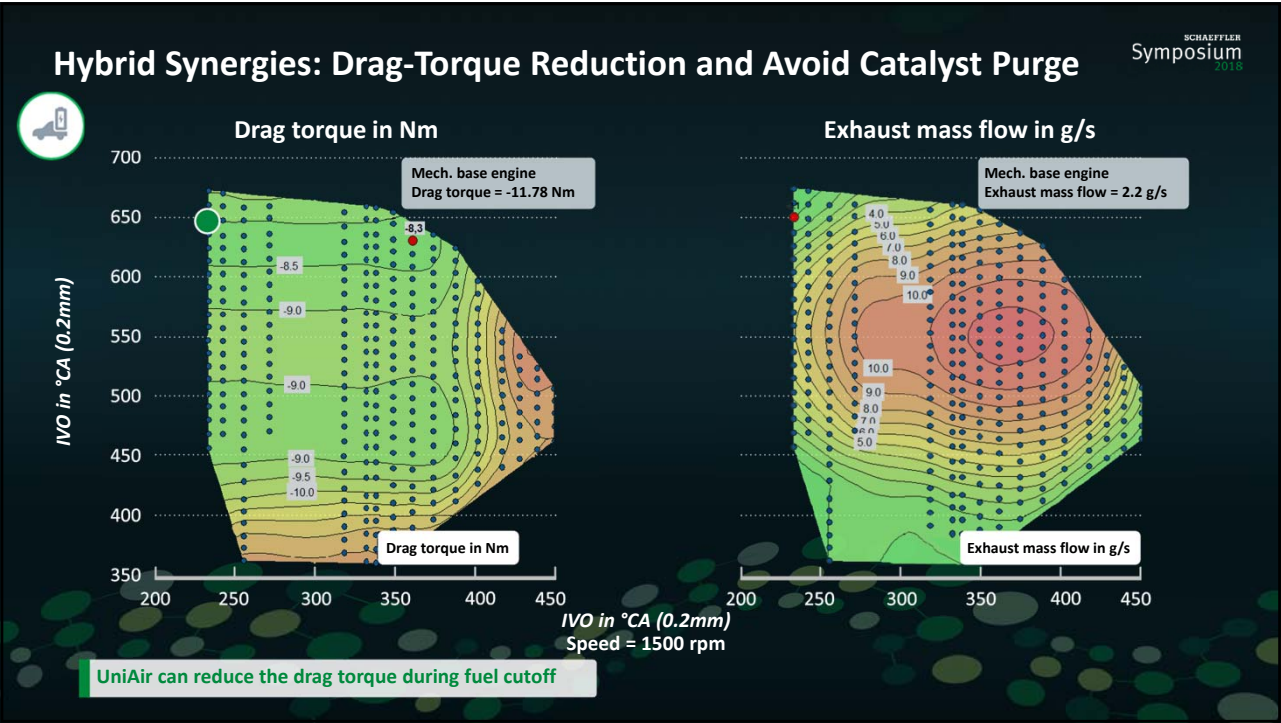 SCHAEFFLER
Symposium
2018
Hybrid Synergies: Drag-Torque Reduction and Avoid Catalyst Purge
Drag torque in Nm
Exhaust mass flow in g/s
700
650
600
550
500
450
400
350
IVO in °CA (0.2mm)
Mech. base engine
Drag torque = -11.78 Nm
-8,3
-8.5
-9.0
-9.0
-9.0
-9.5
-10.0
Drag torque in Nm
200 250 300 350 400 450
Mech. base engine
Exhaust mass flow = 2.2 g/s
4.0
5.0
6.0
7.0
8.0
9.0
10.0
10.0
9.0
8.0
7.0
6.0
5.0
Exhaust mass flow in g/s
200 250 300 350 400 450
IVO in °CA (0.2mm)
Speed = 1500 rpm
UniAir can reduce the drag torque during fuel cutoff